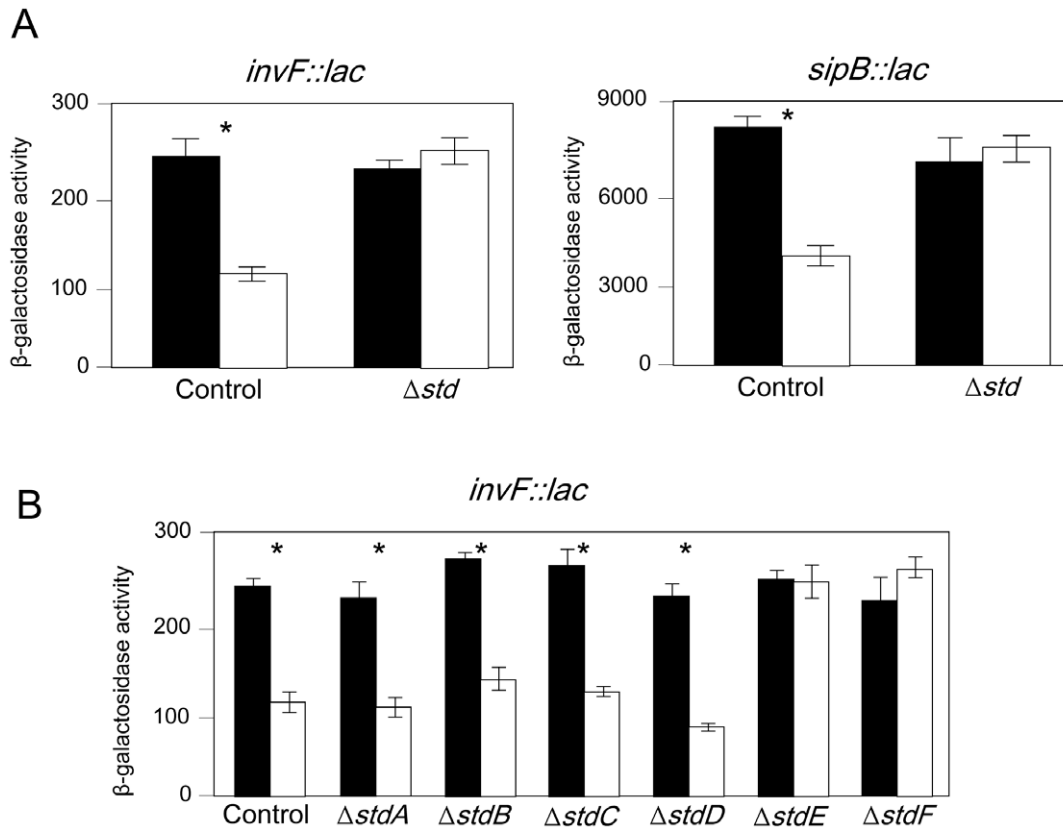 A
invF::lac
sipB::lac
β-galactosidase activity
300
200
100
0
*
Control
Δstd
β-galactosidase activity
9000
6000
3000
0
*
Control
Δstd
B
invF::lac
β-galactosidase activity
300
200
100
0
* * * * *
Control ΔstdA ΔstdB ΔstdC ΔstdD ΔstdE ΔstdF